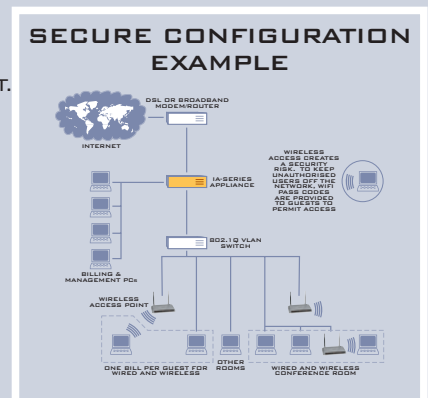 SECURE CONFIGURATION
EXAMPLE
T.
DSL OR BROADBAND
MODEM/ROUTER
INTERNET
WIRELESS
ACCESS CREATES
A SECURITY
RISK. TO KEEP
UNAUTHORISED
USERS OFF THE
NETWORK, WIFI
PASS CODES
ARE PROVIDED
TO GUESTS TO
PERMIT ACCESS
IA-SERIES
APPLIANCE
802.1Q VLAN
SWITCH
BILLING &
MANAGEMENT PCs
WIRELESS
ACCESS POINT
ONE BILL PER GUEST FOR
WIRED AND WIRELESS
OTHER
ROOMS
WIRED AND WIRELESS
CONFERENCE ROOM